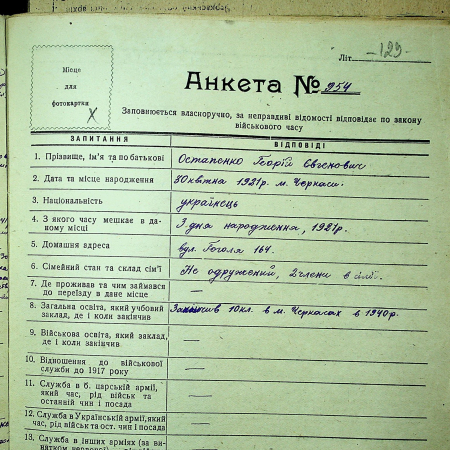 Літ. -129-
Місце
для
фотокартки
Анкета № 254
Заповнюється власноручно, за неправдиві відомості відповідає по закону
військового часу
ЗАПИТАННЯ
ВІДПОВІДІ
1. Прізвище, ім'я та по батькові
Остапенко Георгій Євгенович
2. Дата та місце народження
30 квітня 1921 р. м. Черкаси.
3. Національність
українець
4. З якого часу мешкає в даному місці
З дня народження, 1921 р.
5. Домашня адреса
вул. Гоголя 164.
6. Сімейний стан та склад сім'ї
Не одружений, 2 члени в сім'ї.
7. Де проживав та чим займався
до переїзду в дане місце
—
8. Загальна освіта, який учбовий
заклад, де і коли закінчив
Закінчив 10 кл. в м. Черкасах в 1940 р.
9. Військова освіта, який заклад,
де і коли закінчив
—
10. Відношення до військової
служби до 1917 року
—
11. Служба в б. царській армії,
який час, рід військ та
останній чин і посада
—
12. Служба в Українській армії, який
час, рід військ та ост. чин і посада
—
13. Служба в інших арміях (за ви-